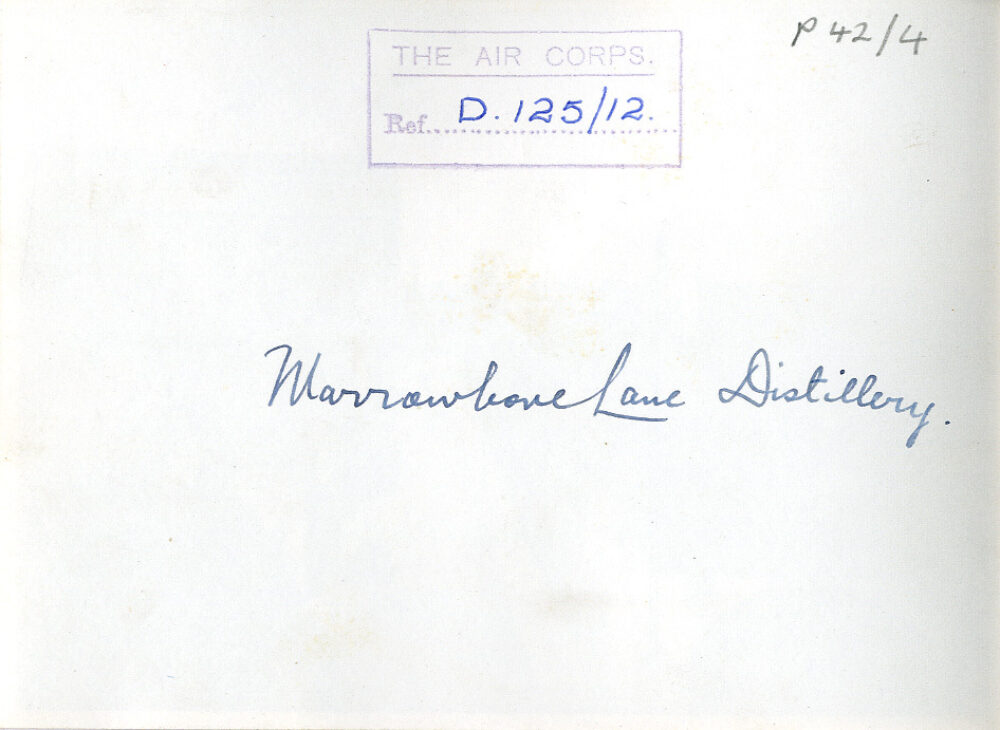 P 42/4
THE AIR CORPS.
Ref. D. 125/12.
Marrowbone Lane Distillery.